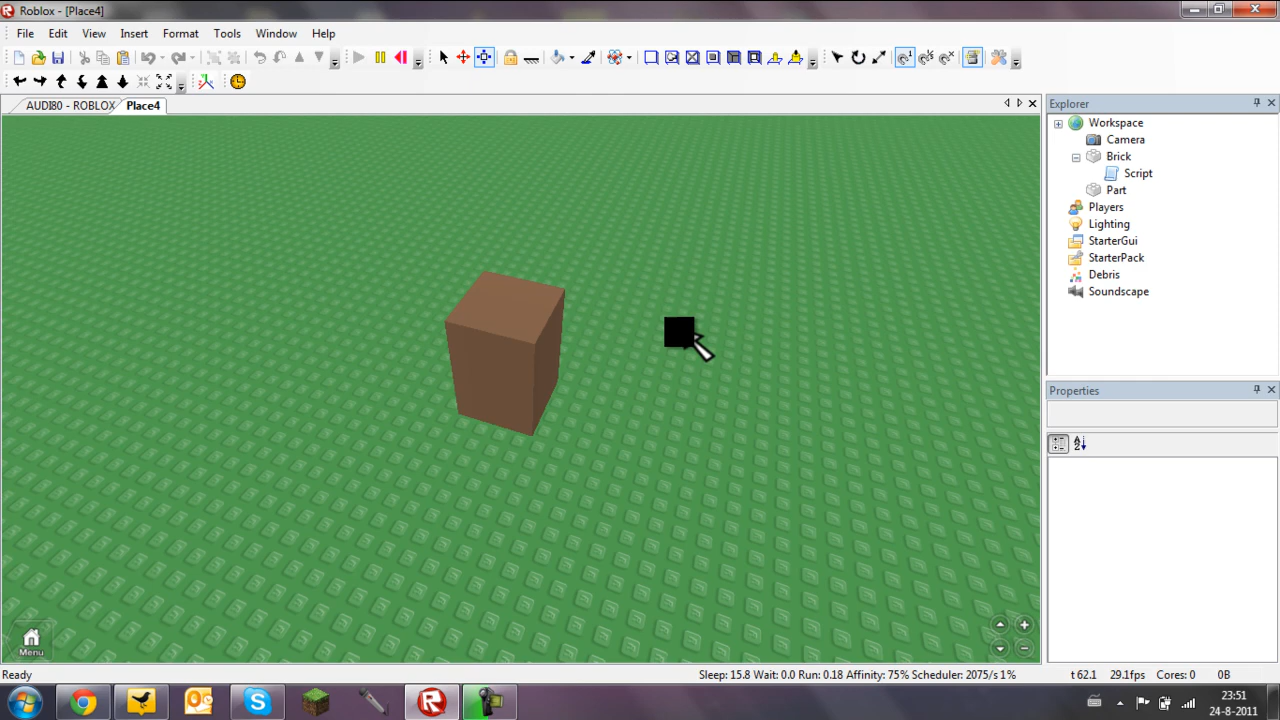 Roblox - [Place4]
File Edit View Insert Format Tools Window Help
AUDI80 - ROBLOX Place4
Explorer
Workspace
Camera
Brick
Script
Part
Players
Lighting
StarterGui
StarterPack
Debris
Soundscape
Properties
Menu
Ready Sleep: 15.8 Wait: 0.0 Run: 0.18 Affinity: 75% Scheduler: 2075/s 1% t 62.1 29.1fps Cores: 0 0B
23:51
24-8-2011